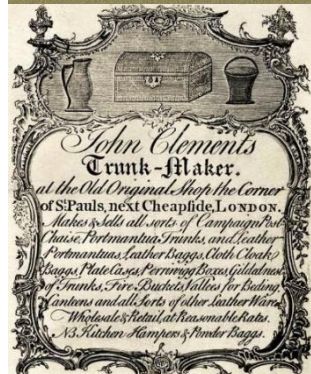 John Clements
Trunk-Maker.
at the Old Original Shop the Corner
of St. Pauls, next Cheapſide, LONDON.
Makes & Sells all sorts of Campaign Post
Chaise, Portmantua Trunks, and Leather
Portmantuas, Leather Baggs, Cloth Cloak
Baggs, Plate Cases, Perriwigg Boxes,
of Trunks, Fire Buckets Vallees for Beding
Canteens and all Sorts of other Leather Ware
Wholesale & Retail, at Reasonable Rates.
NB Kitchen Hampers & Powder Baggs.